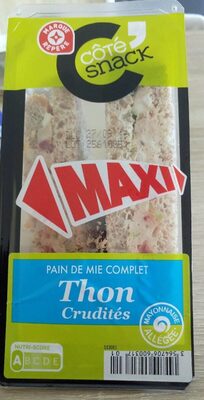 MARQUE
REPÈRE
CÔTÉ
snack
MAXI
PAIN DE MIE COMPLET
Thon
Crudités
MAYONNAISE
ALLÉGÉE
NUTRI-SCORE
A B C D E